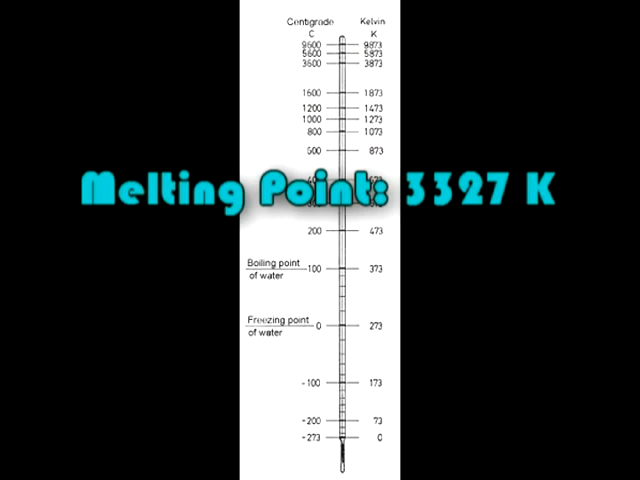 Centigrade Kelvin
C K
9600 9873
5600 5873
3600 3873
1600 1873
1200 1473
1000 1273
800 1073
600 873
Melting Point: 3327 K
200 473
Boiling point
100 373
of water
Freezing point
0 273
of water
-100 173
-200 73
-273 0